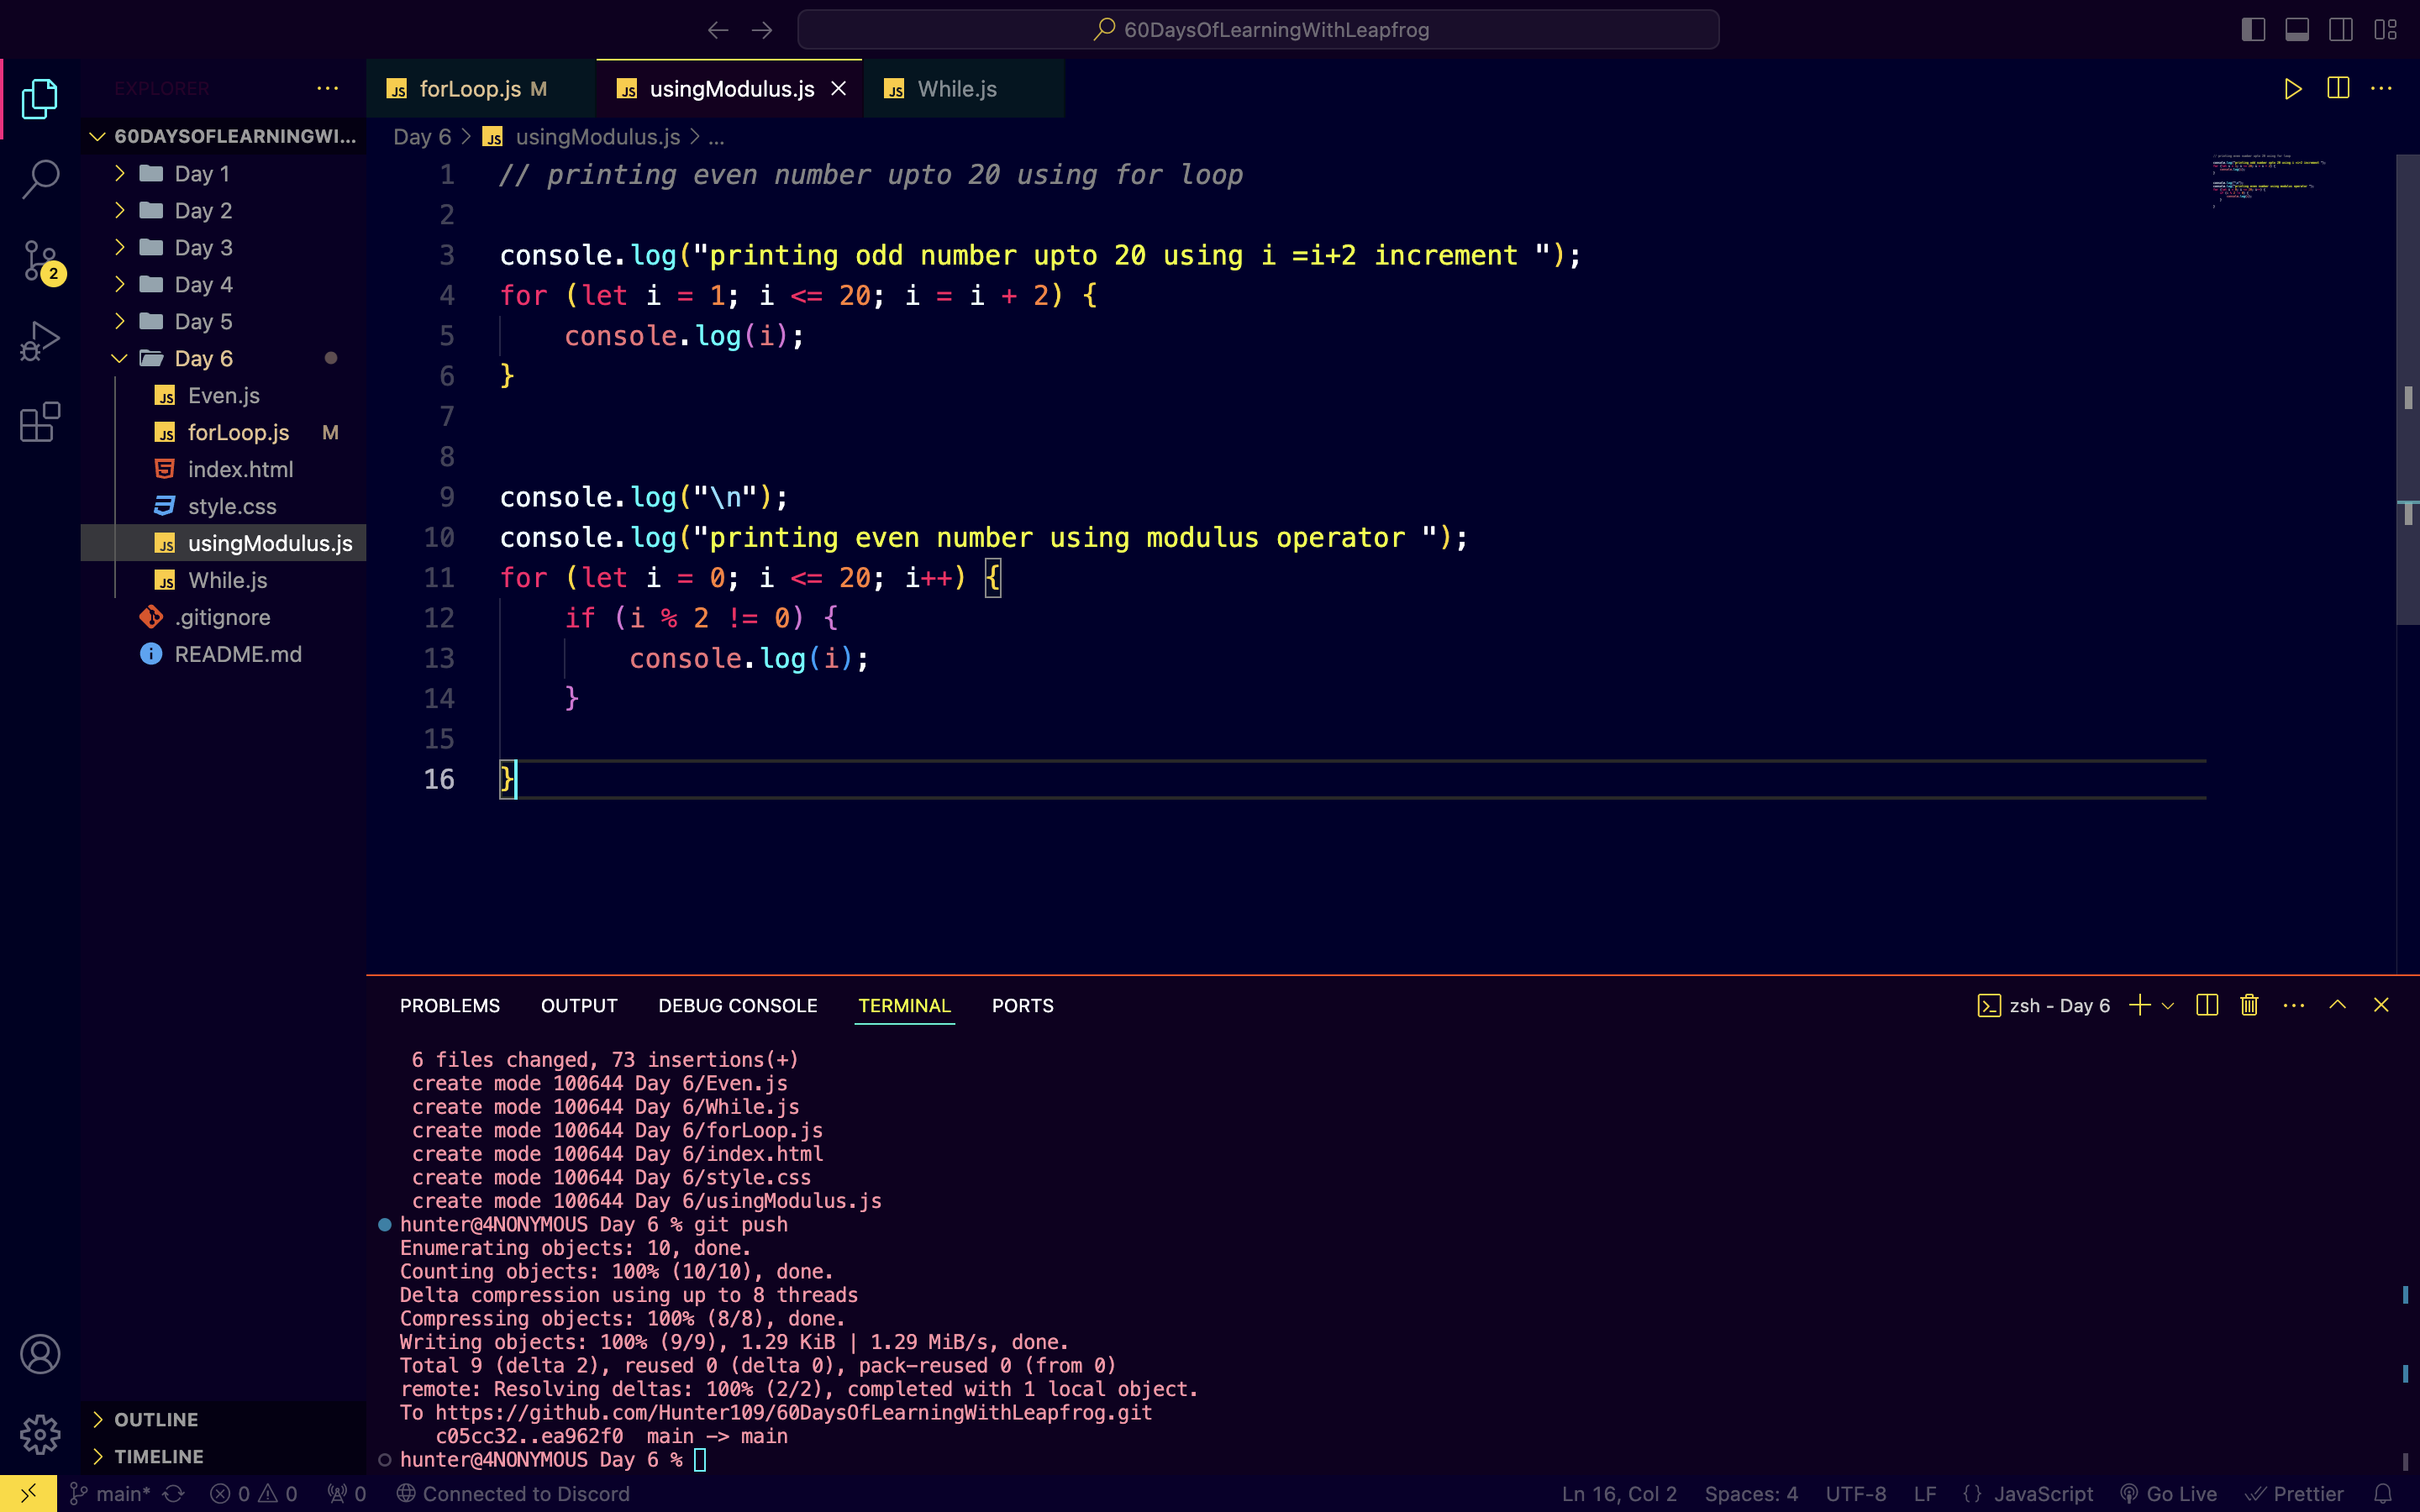 60DaysOfLearningWithLeapfrog
EXPLORER
forLoop.js M
usingModulus.js
While.js
60DAYSOFLEARNINGWI...
Day 6 > usingModulus.js > ...
Day 1
Day 2
Day 3
Day 4
Day 5
Day 6
Even.js
forLoop.js M
index.html
style.css
usingModulus.js
While.js
.gitignore
README.md
2
1 // printing even number upto 20 using for loop
2
3 console.log("printing odd number upto 20 using i =i+2 increment ");
4 for (let i = 1; i <= 20; i = i + 2) {
5 console.log(i);
6 }
7
8
9 console.log("\n");
10 console.log("printing even number using modulus operator ");
11 for (let i = 0; i <= 20; i++) {
12 if (i % 2 != 0) {
13 console.log(i);
14 }
15
16 }
PROBLEMS OUTPUT DEBUG CONSOLE TERMINAL PORTS
zsh - Day 6
6 files changed, 73 insertions(+)
create mode 100644 Day 6/Even.js
create mode 100644 Day 6/While.js
create mode 100644 Day 6/forLoop.js
create mode 100644 Day 6/index.html
create mode 100644 Day 6/style.css
create mode 100644 Day 6/usingModulus.js
hunter@4NONYMOUS Day 6 % git push
Enumerating objects: 10, done.
Counting objects: 100% (10/10), done.
Delta compression using up to 8 threads
Compressing objects: 100% (8/8), done.
Writing objects: 100% (9/9), 1.29 KiB | 1.29 MiB/s, done.
Total 9 (delta 2), reused 0 (delta 0), pack-reused 0 (from 0)
remote: Resolving deltas: 100% (2/2), completed with 1 local object.
To https://github.com/Hunter109/60DaysOfLearningWithLeapfrog.git
c05cc32..ea962f0 main -> main
hunter@4NONYMOUS Day 6 %
OUTLINE
TIMELINE
main* 0 0 0 Connected to Discord
Ln 16, Col 2 Spaces: 4 UTF-8 LF {} JavaScript Go Live Prettier